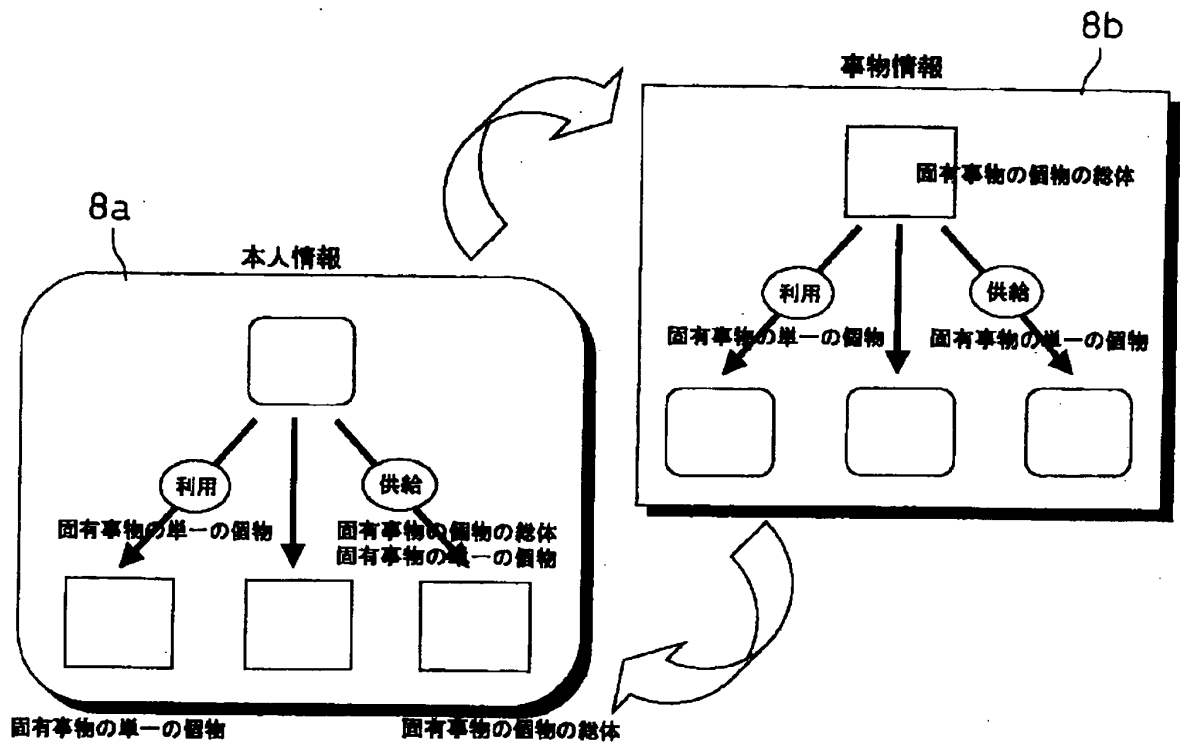 8b
事物情報
固有事物の個物の総体
利用
供給
固有事物の単一の個物
固有事物の単一の個物
8a
本人情報
利用
供給
固有事物の単一の個物
固有事物の個物の総体
固有事物の単一の個物
固有事物の単一の個物
固有事物の個物の総体